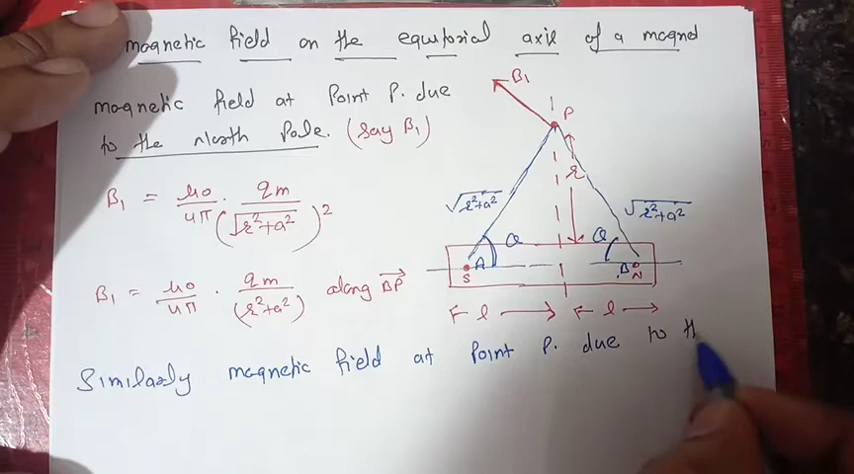 magnetic field on the equtorial axis of a magnet
magnetic field at Point P. due
to the North Pole. (say B₁)
B₁ = μ₀/4π · qm/(√r²+a²)²
B₁ = μ₀/4π · qm/(r²+a²) along BP→
Similarly magnetic field at Point P. due to th
B₁
P
r
√r²+a²
√r²+a²
θ
θ
A
S
B
N
l
l